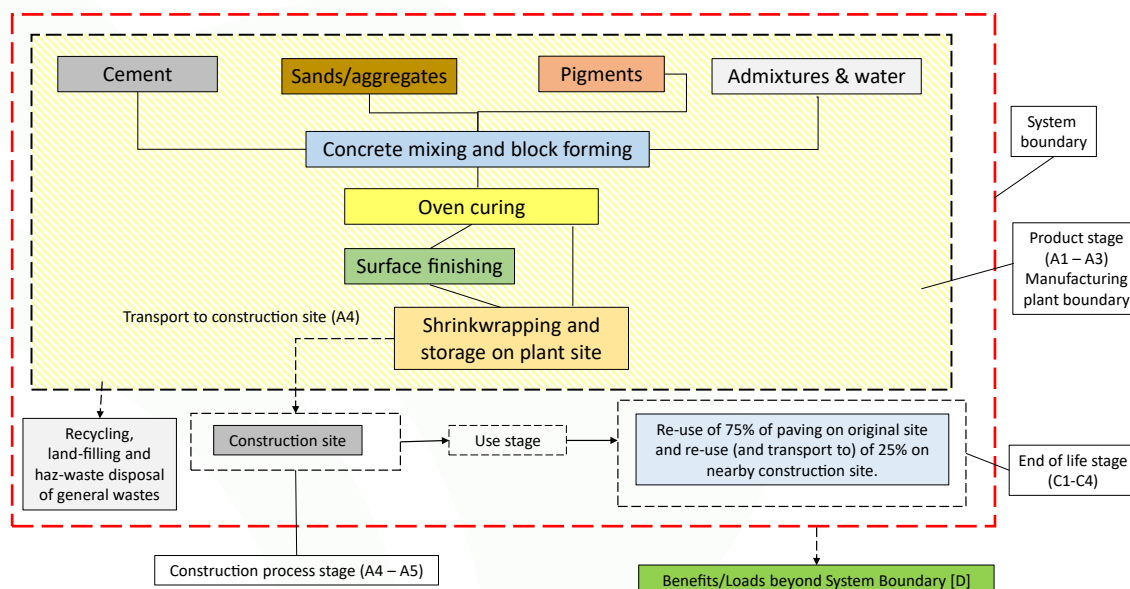 Cement
Sands/aggregates
Pigments
Admixtures & water
Concrete mixing and block forming
System
boundary
Oven curing
Surface finishing
Product stage
(A1 – A3)
Manufacturing
plant boundary
Transport to construction site (A4)
Shrinkwrapping and
storage on plant site
Recycling,
land-filling and
haz-waste disposal
of general wastes
Construction site
Use stage
Re-use of 75% of paving on original site
and re-use (and transport to) of 25% on
nearby construction site.
End of life stage
(C1-C4)
Construction process stage (A4 – A5)
Benefits/Loads beyond System Boundary [D]